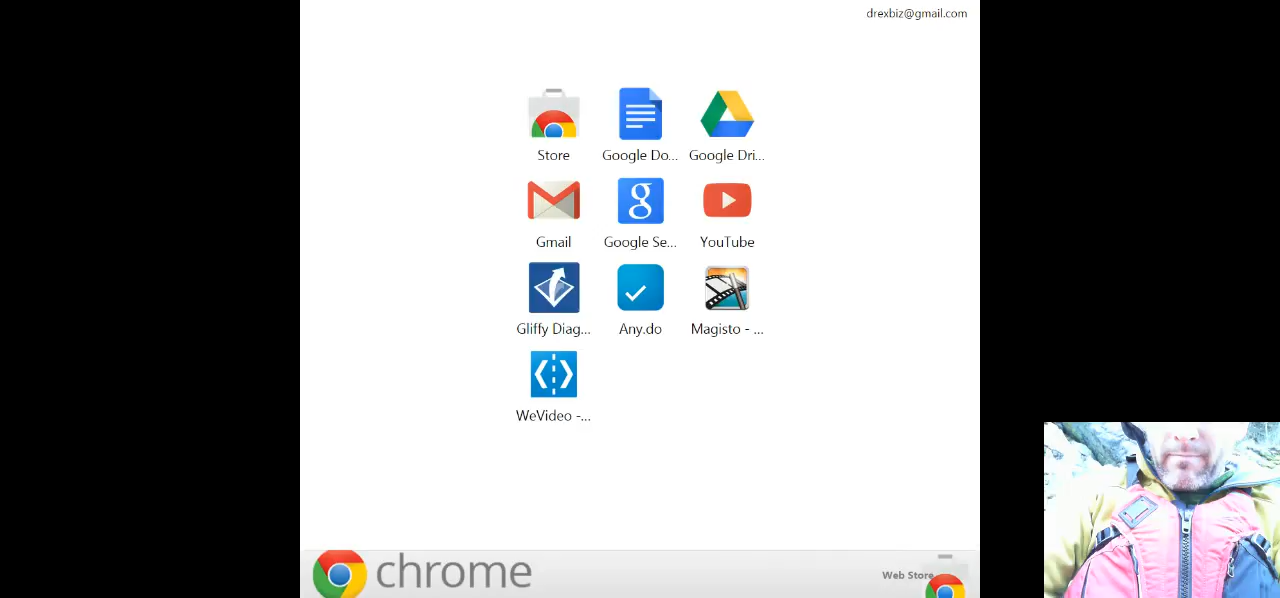 drexbiz@gmail.com
Store
Google Do...
Google Dri...
Gmail
Google Se...
YouTube
Gliffy Diag...
Any.do
Magisto - ...
WeVideo -...
chrome
Web Store